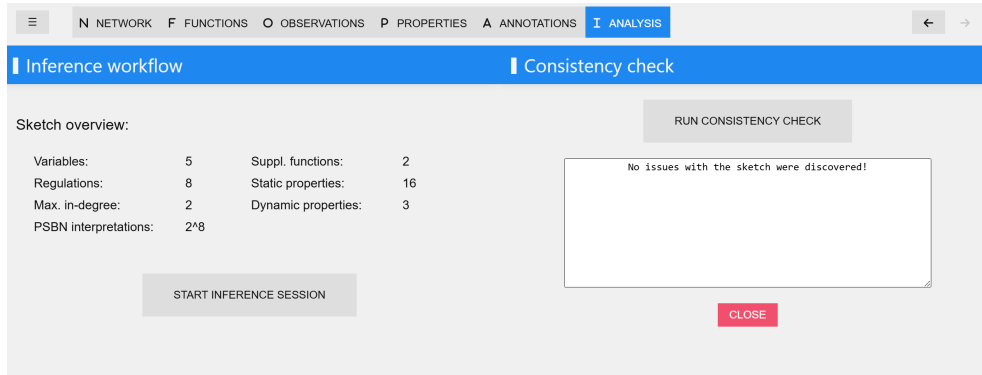 ☰ N NETWORK F FUNCTIONS O OBSERVATIONS P PROPERTIES A ANNOTATIONS I ANALYSIS ← →
Inference workflow
Sketch overview:
Variables: 5 Suppl. functions: 2
Regulations: 8 Static properties: 16
Max. in-degree: 2 Dynamic properties: 3
PSBN interpretations: 2^8
START INFERENCE SESSION
Consistency check
RUN CONSISTENCY CHECK
No issues with the sketch were discovered!
CLOSE